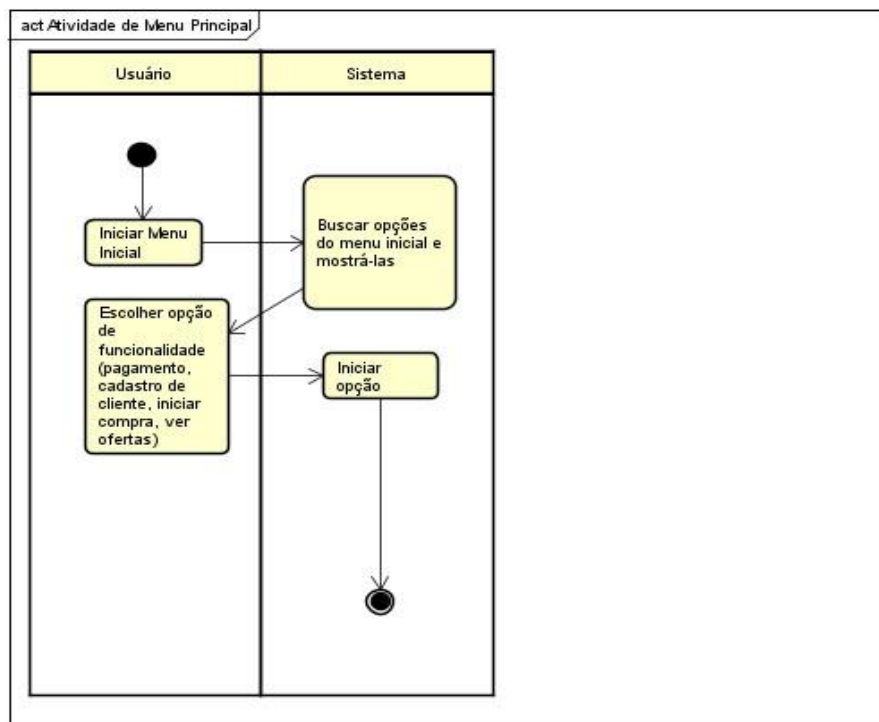 act Atividade de Menu Principal
Usuário
Sistema
Iniciar Menu
Inicial
Buscar opções
do menu inicial e
mostrá-las
Escolher opção
de
funcionalidade
(pagamento,
cadastro de
cliente, iniciar
compra, ver
ofertas)
Iniciar
opção